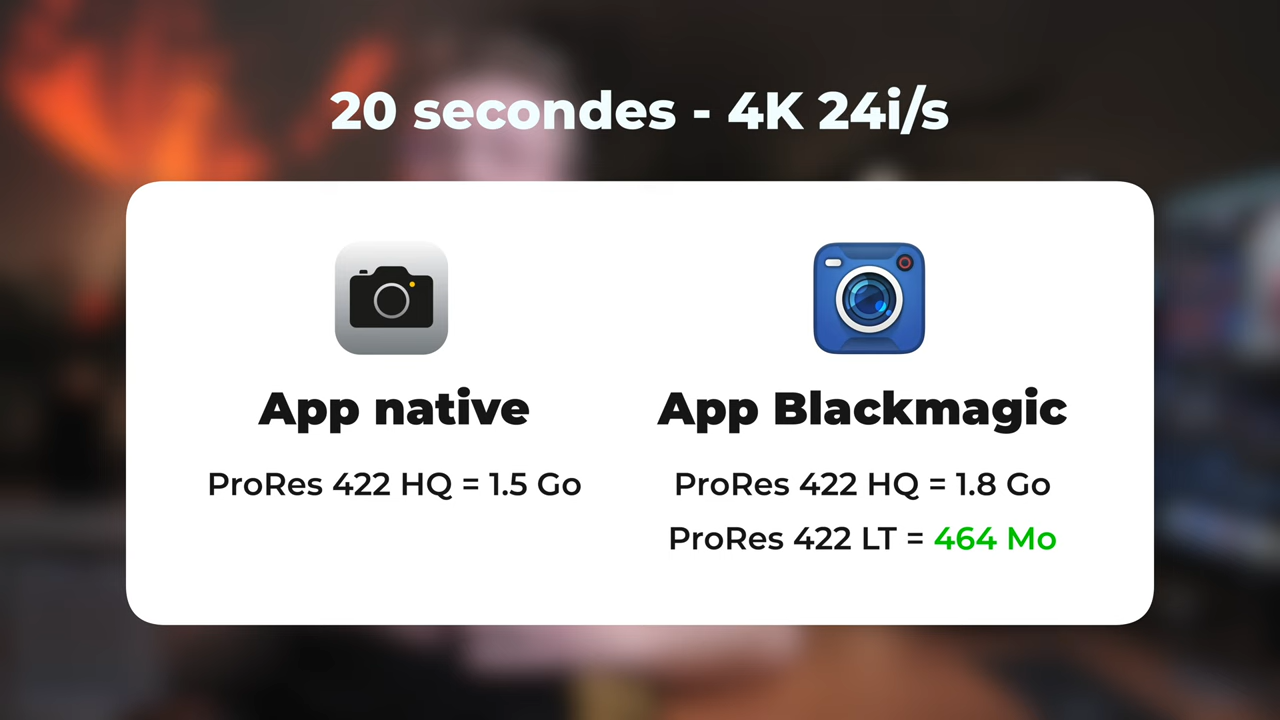 20 secondes - 4K 24i/s
App native
ProRes 422 HQ = 1.5 Go
App Blackmagic
ProRes 422 HQ = 1.8 Go
ProRes 422 LT = 464 Mo